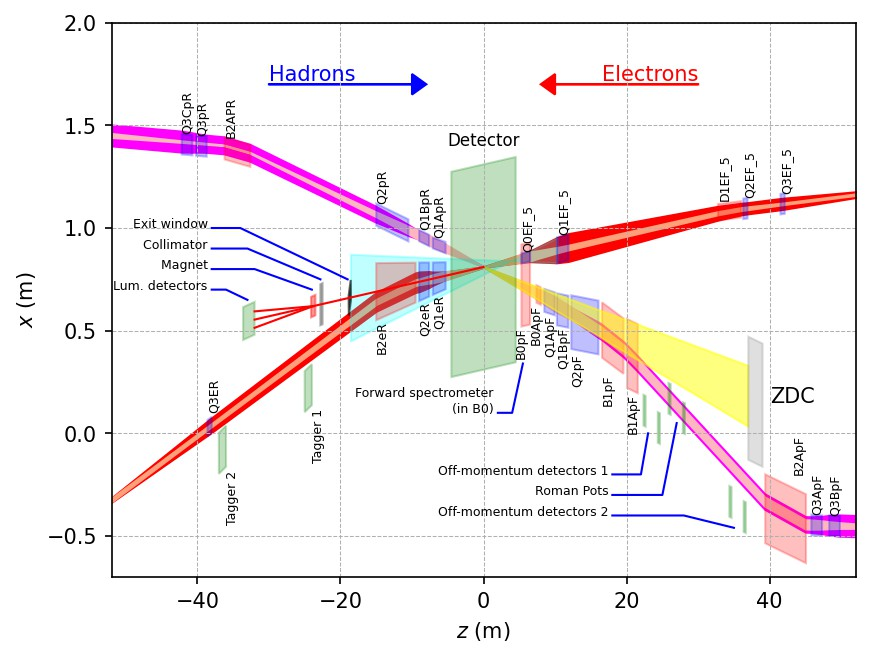 2.0
1.5
1.0
0.5
0.0
−0.5
x (m)
Hadrons
Electrons
Detector
Q3CpR
Q3pR
B2APR
Q2pR
Q1BpR
Q1ApR
Q0EF_5
Q1EF_5
D1EF_5
Q2EF_5
Q3EF_5
Exit window
Collimator
Magnet
Lum. detectors
B2eR
Q2eR
Q1eR
B0pF
B0ApF
Q1ApF
Q1BpF
Q2pF
B1pF
B1ApF
Forward spectrometer
(in B0)
ZDC
Q3ER
Tagger 1
Tagger 2
Off-momentum detectors 1
Roman Pots
Off-momentum detectors 2
B2ApF
Q3ApF
Q3BpF
−40
−20
0
20
40
z (m)